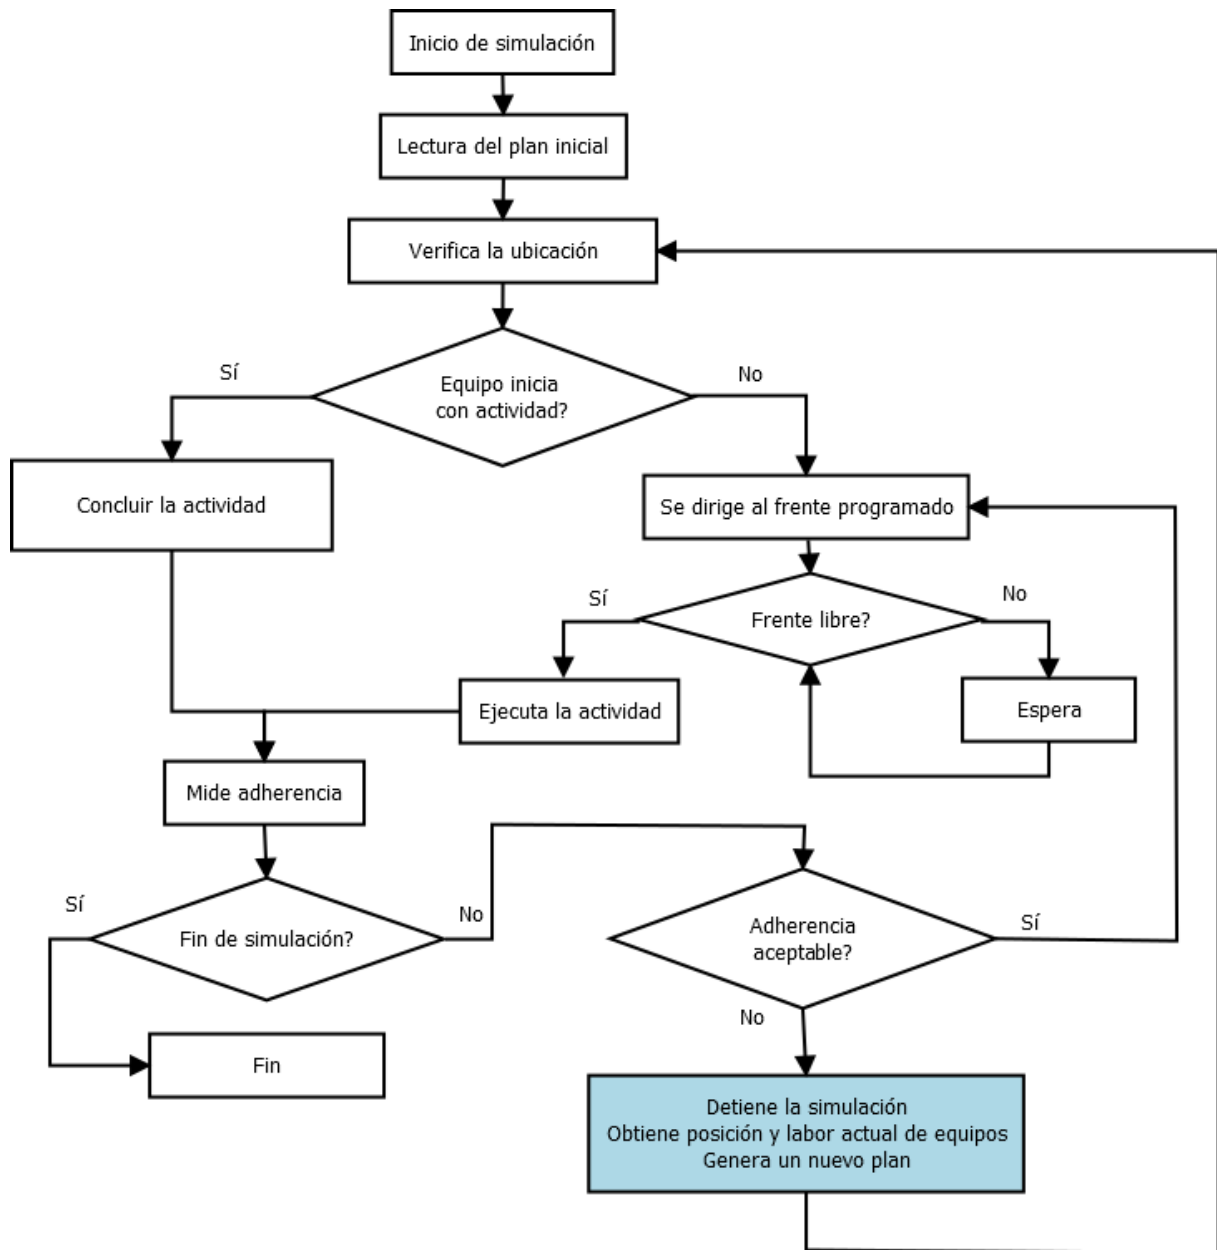 Inicio de simulación
Lectura del plan inicial
Verifica la ubicación
Sí
No
Equipo inicia
con actividad?
Concluir la actividad
Se dirige al frente programado
Sí
No
Frente libre?
Ejecuta la actividad
Espera
Mide adherencia
Sí
No
Fin de simulación?
Adherencia
aceptable?
Sí
No
Fin
Detiene la simulación
Obtiene posición y labor actual de equipos
Genera un nuevo plan